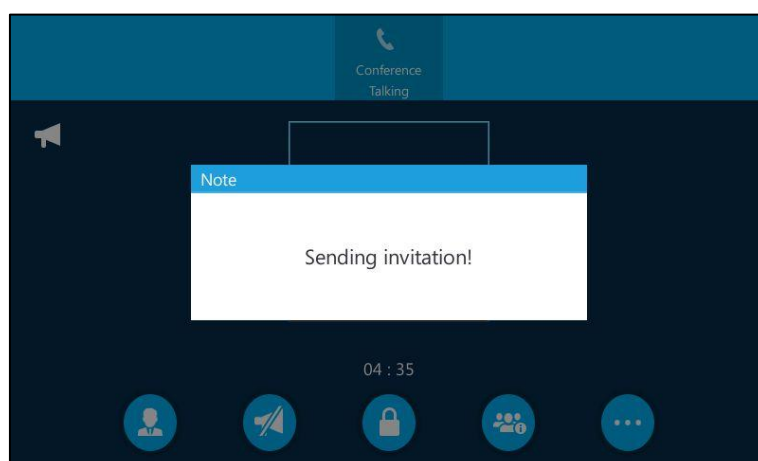 Conference
Talking
Note
Sending invitation!
04 : 35